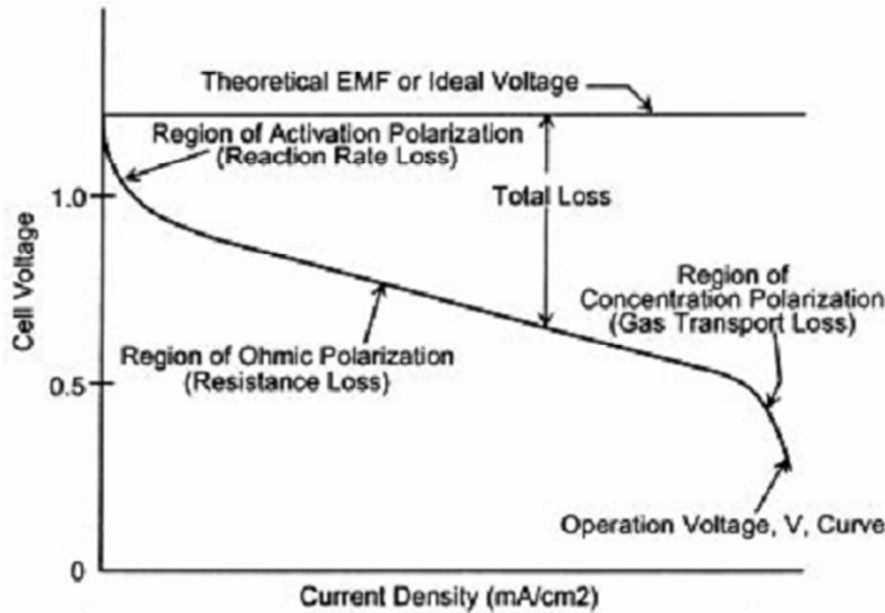 Theoretical EMF or Ideal Voltage
Region of Activation Polarization
(Reaction Rate Loss)
1.0
Total Loss
Cell Voltage
Region of
Concentration Polarization
(Gas Transport Loss)
Region of Ohmic Polarization
(Resistance Loss)
0.5
Operation Voltage, V, Curve
0
Current Density (mA/cm2)